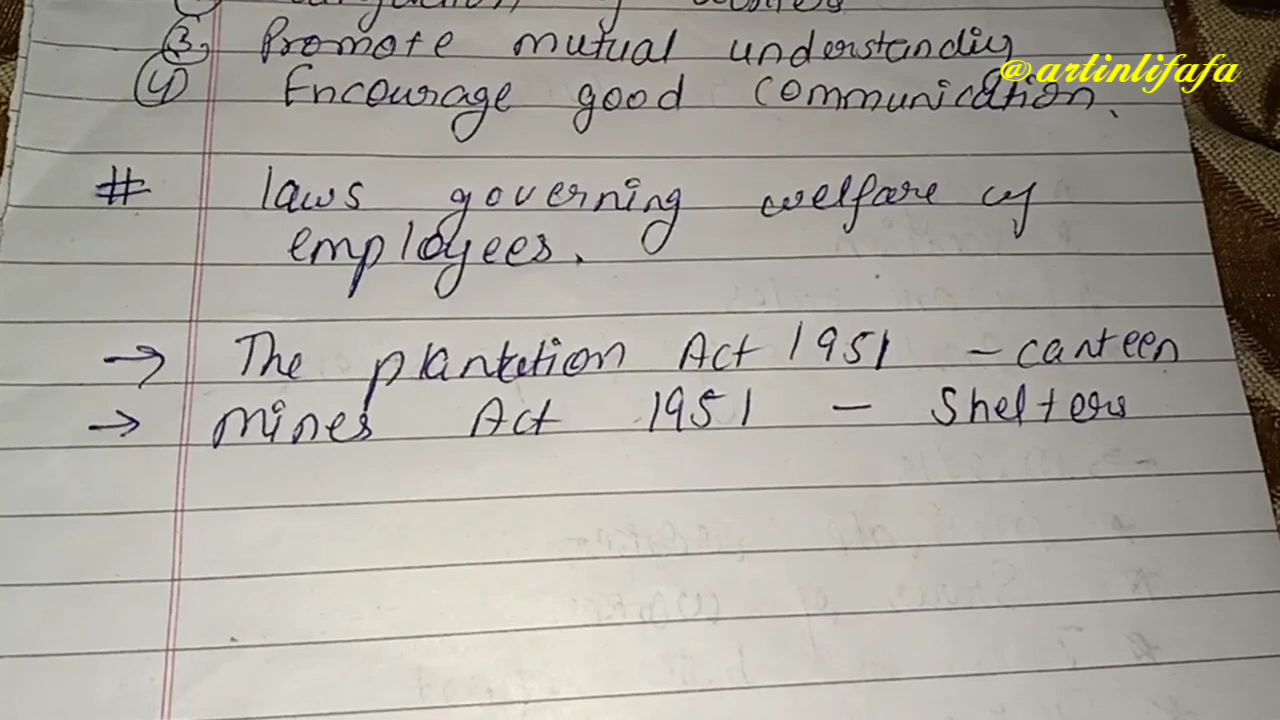 ③ Promote mutual understanding
@artinlifafa
④ Encourage good communication.
# laws governing welfare of
employees.
→ The plantation Act 1951 - canteen
→ mines Act 1951 - Shelters